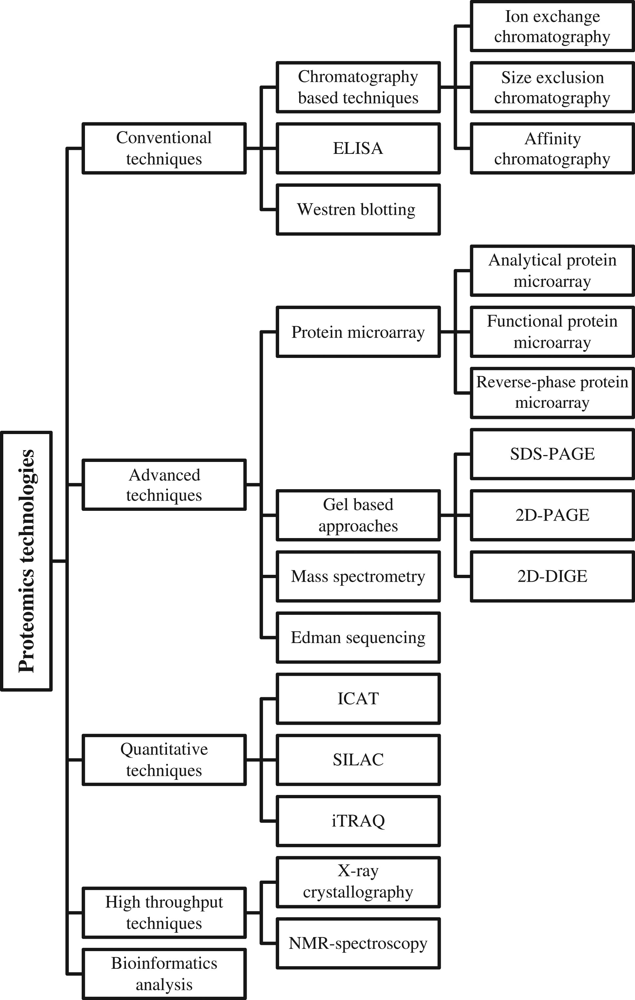 Proteomics technologies
Conventional
techniques
Chromatography
based techniques
Ion exchange
chromatography
Size exclusion
chromatography
Affinity
chromatography
ELISA
Westren blotting
Advanced
techniques
Protein microarray
Analytical protein
microarray
Functional protein
microarray
Reverse-phase protein
microarray
Gel based
approaches
SDS-PAGE
2D-PAGE
2D-DIGE
Mass spectrometry
Edman sequencing
Quantitative
techniques
ICAT
SILAC
iTRAQ
High throughput
techniques
X-ray
crystallography
NMR-spectroscopy
Bioinformatics
analysis